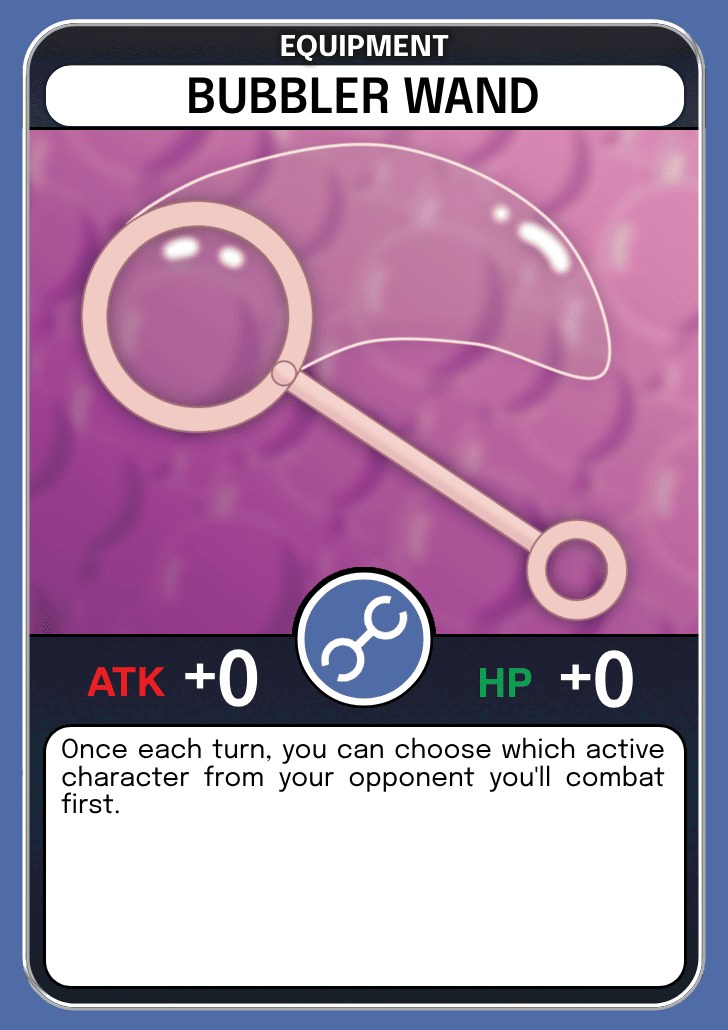 EQUIPMENT
BUBBLER WAND
ATK +0 HP +0
Once each turn, you can choose which active
character from your opponent you'll combat
first.